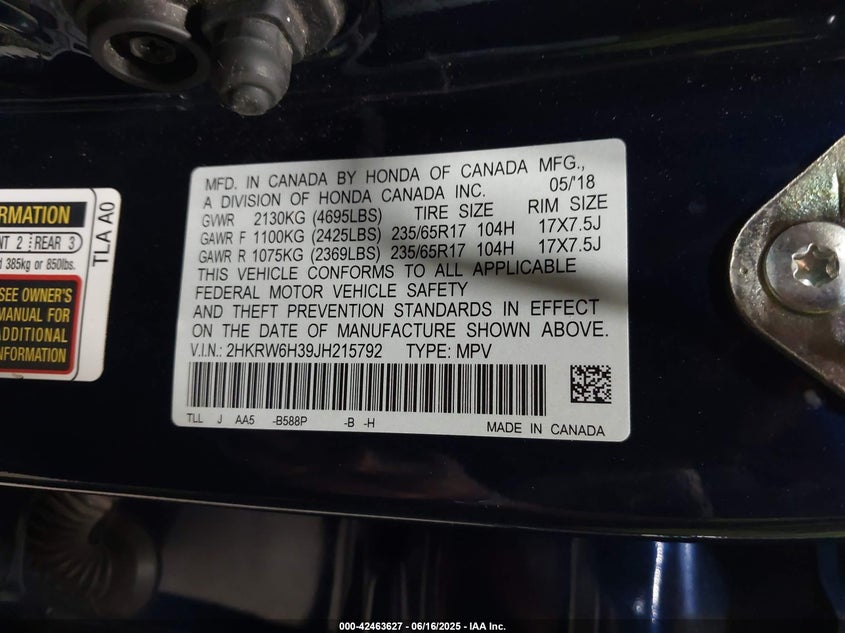 RMATION
NT 2 REAR 3
d 385kg or 850lbs.
SEE OWNER'S
MANUAL FOR
ADDITIONAL
INFORMATION
TLA A0
MFD. IN CANADA BY HONDA OF CANADA MFG.,
A DIVISION OF HONDA CANADA INC. 05/'18
GVWR 2130KG (4695LBS) TIRE SIZE RIM SIZE
GAWR F 1100KG (2425LBS) 235/65R17 104H 17X7.5J
GAWR R 1075KG (2369LBS) 235/65R17 104H 17X7.5J
THIS VEHICLE CONFORMS TO ALL APPLICABLE
FEDERAL MOTOR VEHICLE SAFETY
AND THEFT PREVENTION STANDARDS IN EFFECT
ON THE DATE OF MANUFACTURE SHOWN ABOVE.
V.I.N.: 2HKRW6H39JH215792 TYPE: MPV
TLL J AA5 -B588P -B -H MADE IN CANADA
000-42463627 - 06/16/2025 - IAA Inc.